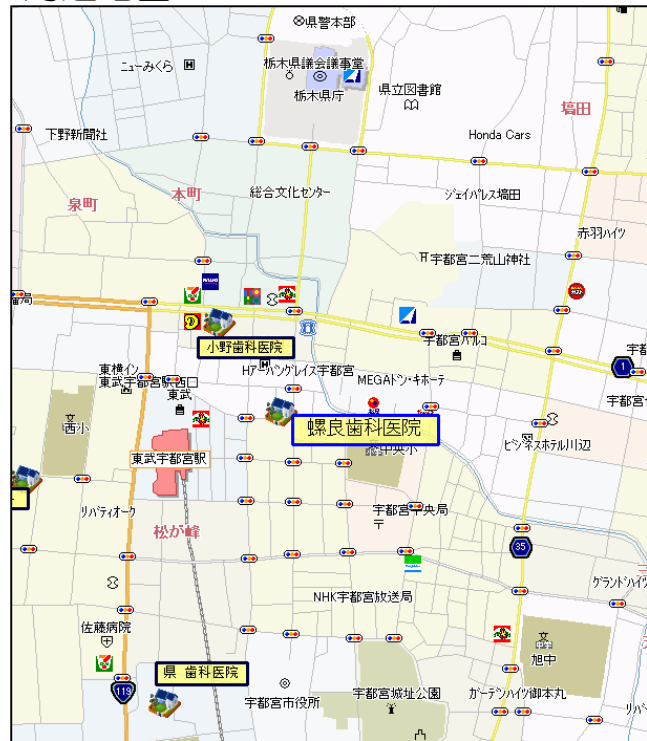 県警本部
栃木県議会議事堂
ニューみくら
栃木県庁
県立図書館
塙田
下野新聞社
Honda Cars
本町
総合文化センター
ジェイパレス塙田
泉町
赤羽ハイツ
宇都宮二荒山神社
小野歯科医院
宇都宮パルコ
1
東横イン
Hアーバングレイス宇都宮
東武宇都宮駅西口
MEGAドン・キホーテ
東武
螺良歯科医院
西小
中央小
ビジネスホテル川辺
東武宇都宮駅
リバティオーク
宇都宮中央局
松が峰
35
グランドハイツ
NHK宇都宮放送局
佐藤病院
旭中
県 歯科医院
119
宇都宮市役所
宇都宮城址公園
ガーデンハイツ御本丸